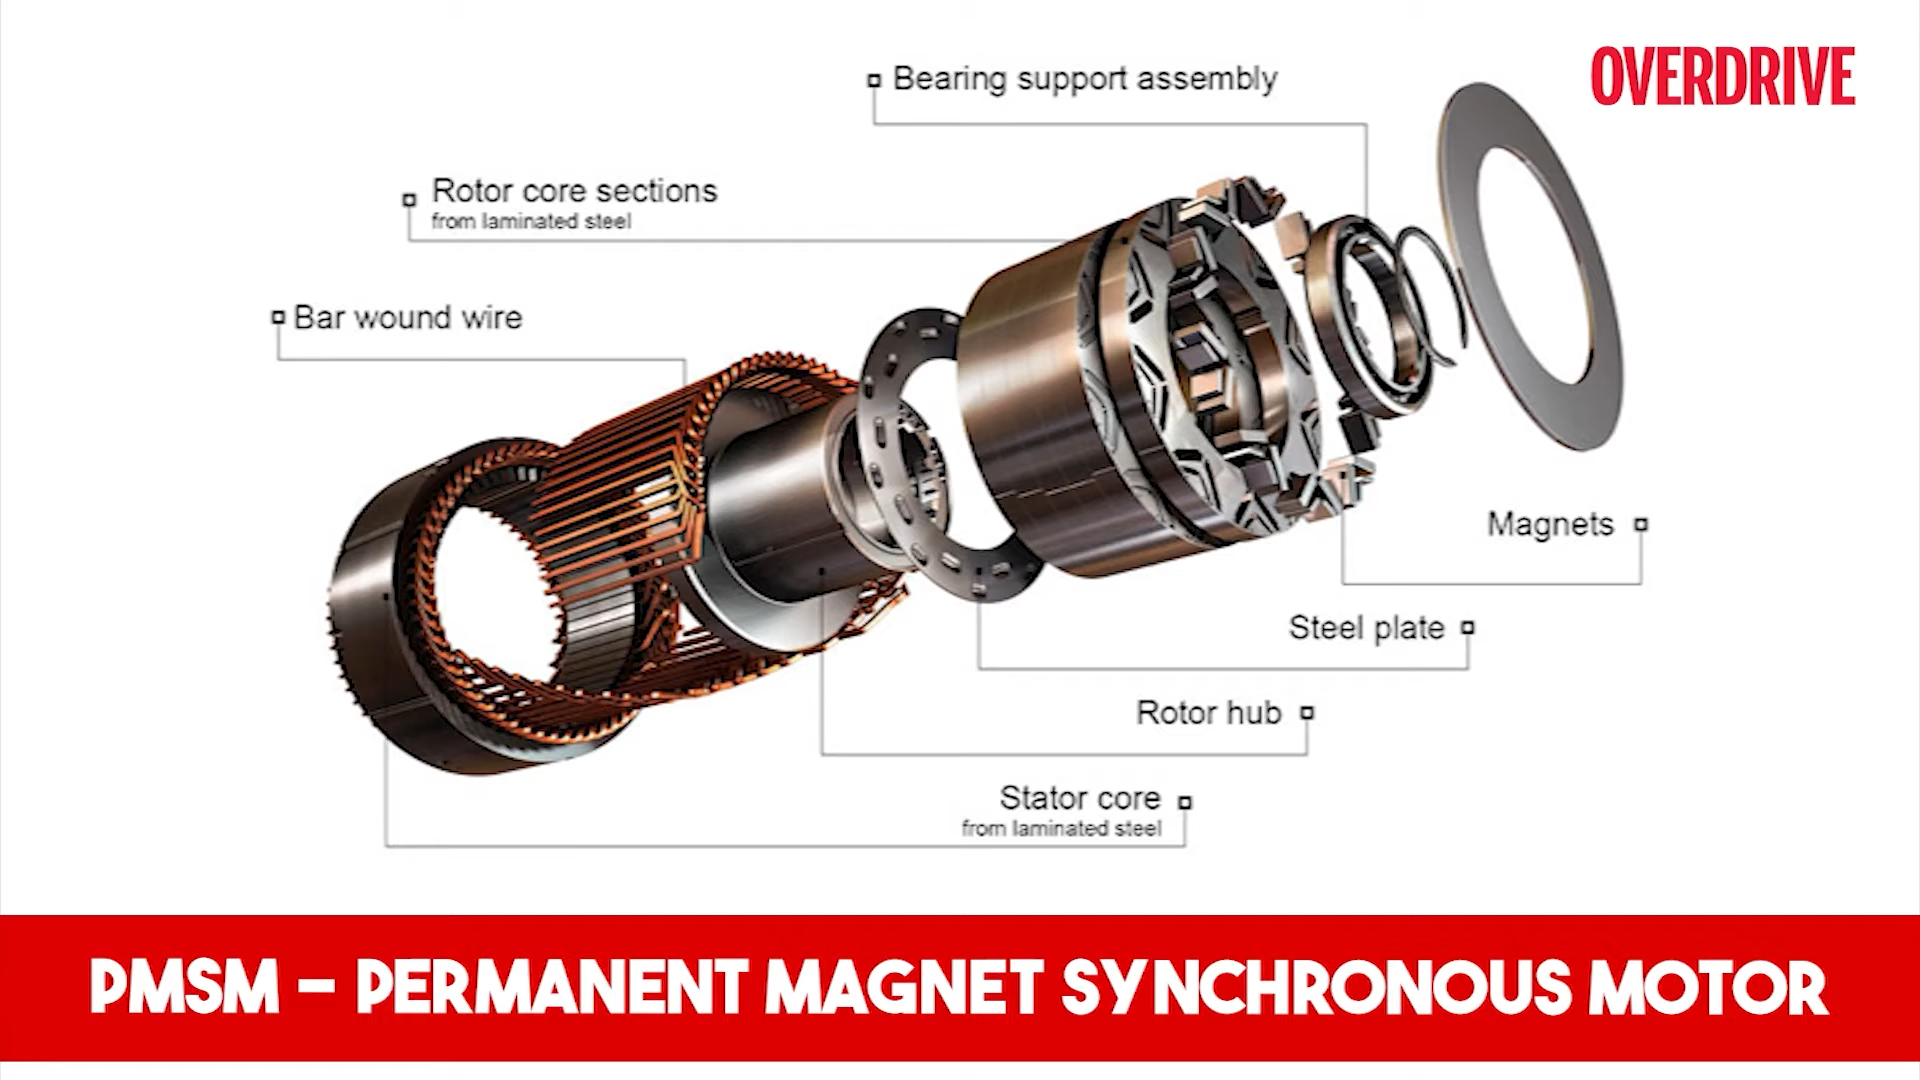 OVERDRIVE
Bearing support assembly
Rotor core sections
from laminated steel
Bar wound wire
Magnets
Steel plate
Rotor hub
Stator core
from laminated steel
PMSM – PERMANENT MAGNET SYNCHRONOUS MOTOR